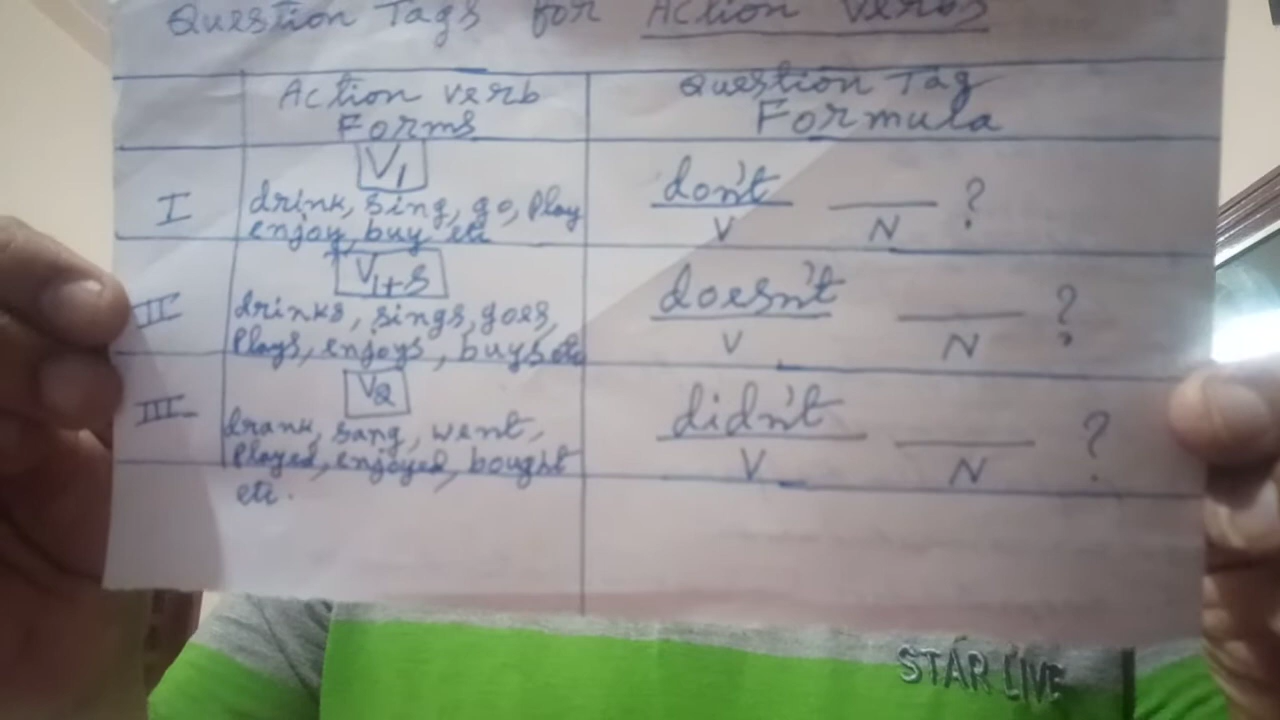 Question Tags for Action Verbs
Action verb
Forms
Question Tag
Formula
I
V1
drink, sing, go, play
enjoy, buy etc
don't
V
N
?
II
V1+s
drinks, sings, goes,
plays, enjoys, buys etc
doesn't
V
N
?
III
V2
drank, sang, went,
played, enjoyed, bought
etc.
didn't
V
N
?
STAR LIVE